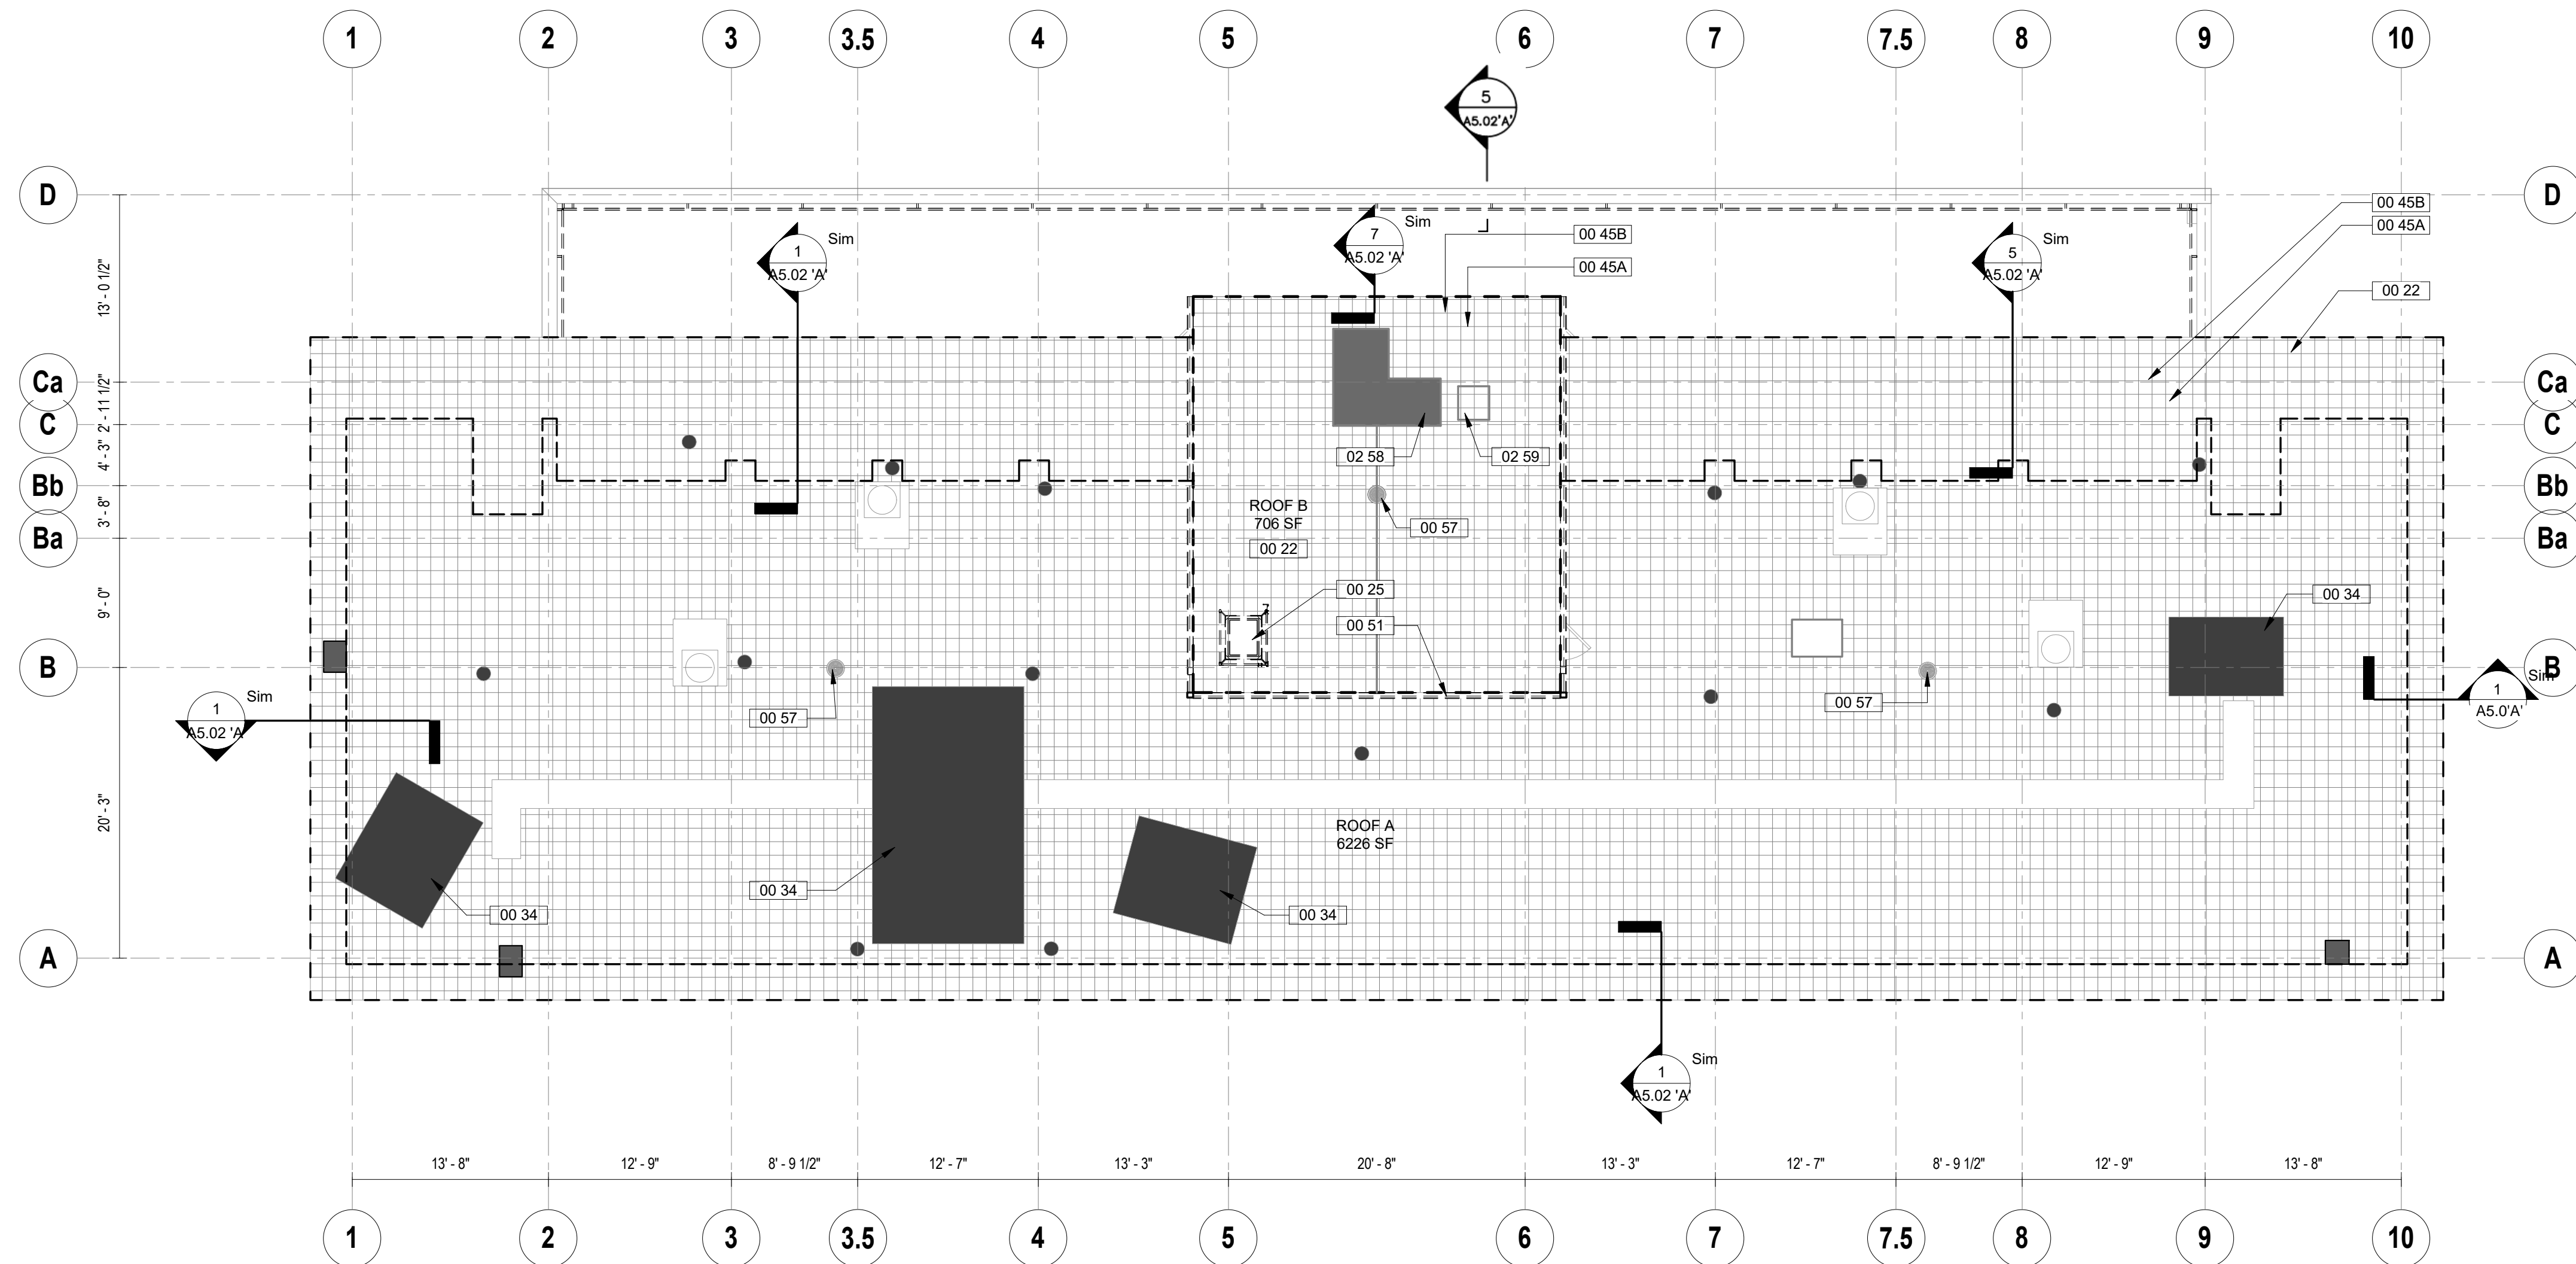 1
2
3
3.5
4
5
6
7
7.5
8
9
10
5
A5.02'A'
D
D
00 45B
00 45A
00 22
1
A5.02 'A'
Sim
7
A5.02 'A'
Sim
00 45B
00 45A
5
A5.02 'A'
Sim
13' - 0 1/2"
Ca
Ca
2' - 11 1/2"
C
C
4' - 3"
02 58
02 59
Bb
Bb
ROOF B
706 SF
00 22
00 57
3' - 8"
Ba
Ba
00 25
00 51
00 34
9' - 0"
B
B
Sim
1
A5.02 'A'
00 57
00 57
Sim
1
A5.0'A'
20' - 3"
ROOF A
6226 SF
00 34
00 34
00 34
A
A
1
A5.02 'A'
Sim
13' - 8"
12' - 9"
8' - 9 1/2"
12' - 7"
13' - 3"
20' - 8"
13' - 3"
12' - 7"
8' - 9 1/2"
12' - 9"
13' - 8"
1
2
3
3.5
4
5
6
7
7.5
8
9
10